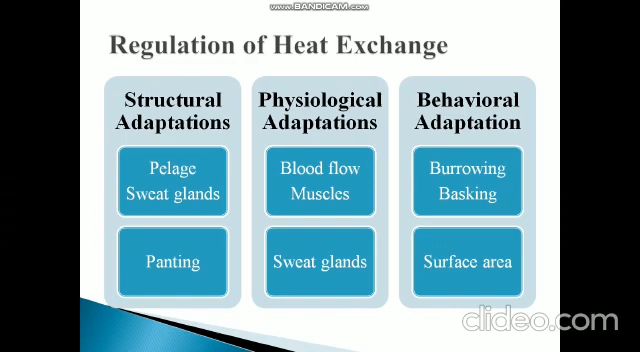 www.BANDICAM.com
Regulation of Heat Exchange
Structural
Adaptations
Pelage
Sweat glands
Panting
Physiological
Adaptations
Blood flow
Muscles
Sweat glands
Behavioral
Adaptation
Burrowing
Basking
Surface area
clideo.com